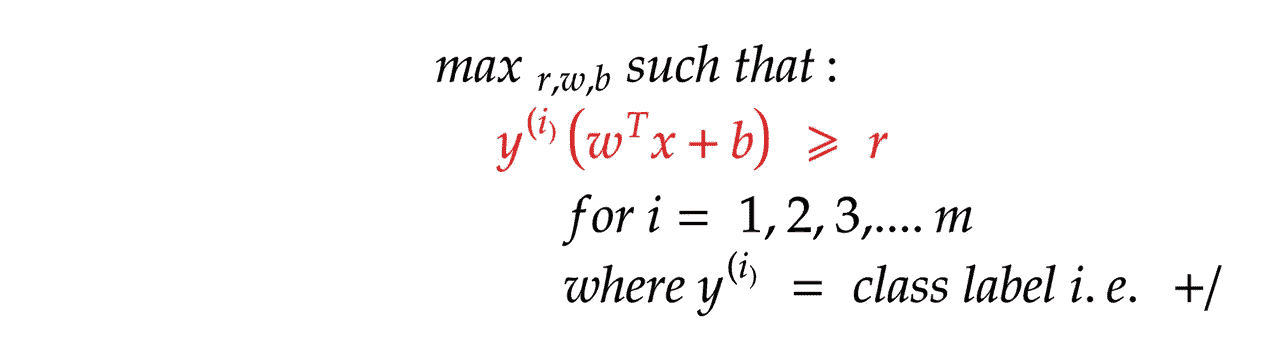 max r,w,b such that :
y(i) (wTx + b) ⩾ r
for i = 1, 2, 3,.... m
where y(i) = class label i. e. +/